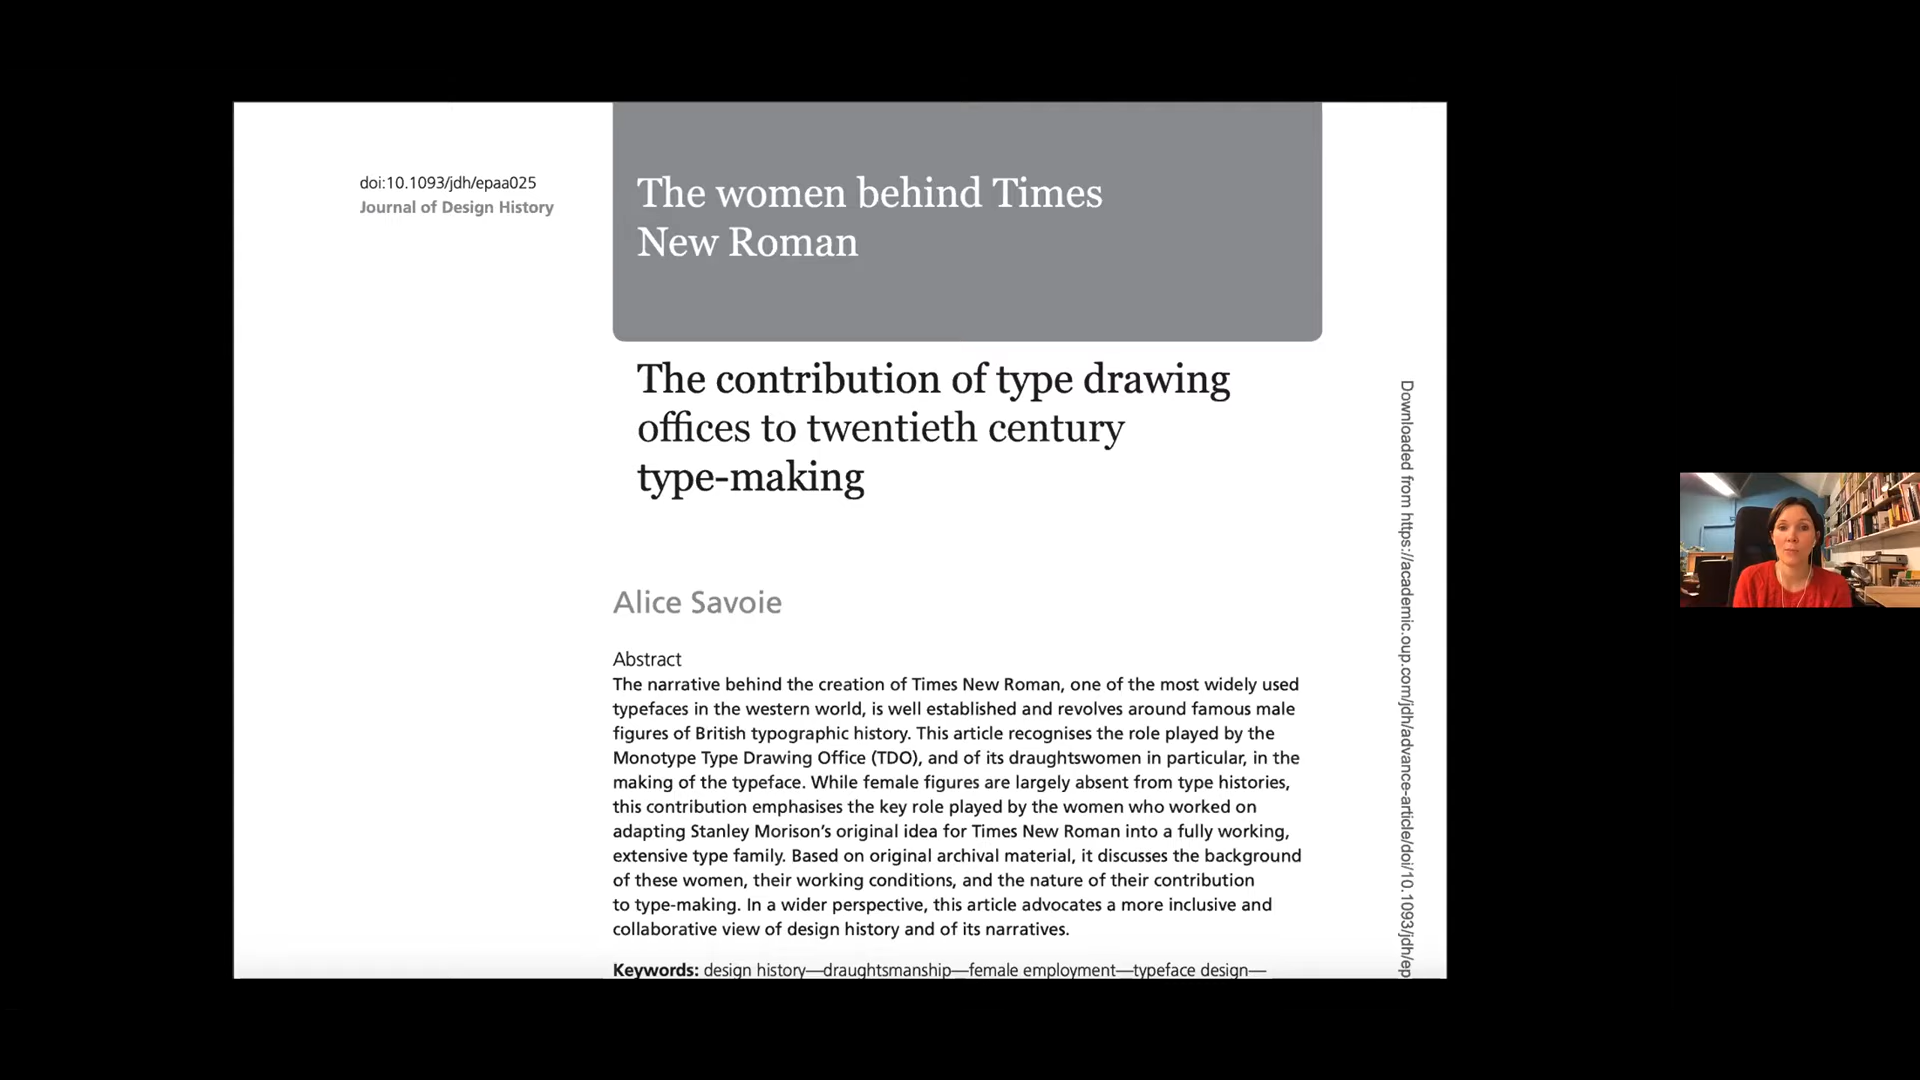 doi:10.1093/jdh/epaa025
Journal of Design History
The women behind Times
New Roman
The contribution of type drawing
offices to twentieth century
type-making
Alice Savoie
Abstract
The narrative behind the creation of Times New Roman, one of the most widely used
typefaces in the western world, is well established and revolves around famous male
figures of British typographic history. This article recognises the role played by the
Monotype Type Drawing Office (TDO), and of its draughtswomen in particular, in the
making of the typeface. While female figures are largely absent from type histories,
this contribution emphasises the key role played by the women who worked on
adapting Stanley Morison’s original idea for Times New Roman into a fully working,
extensive type family. Based on original archival material, it discusses the background
of these women, their working conditions, and the nature of their contribution
to type-making. In a wider perspective, this article advocates a more inclusive and
collaborative view of design history and of its narratives.
Keywords: design history—draughtsmanship—female employment—typeface design—
Downloaded from https://academic.oup.com/jdh/advance-article/doi/10.1093/jdh/ep